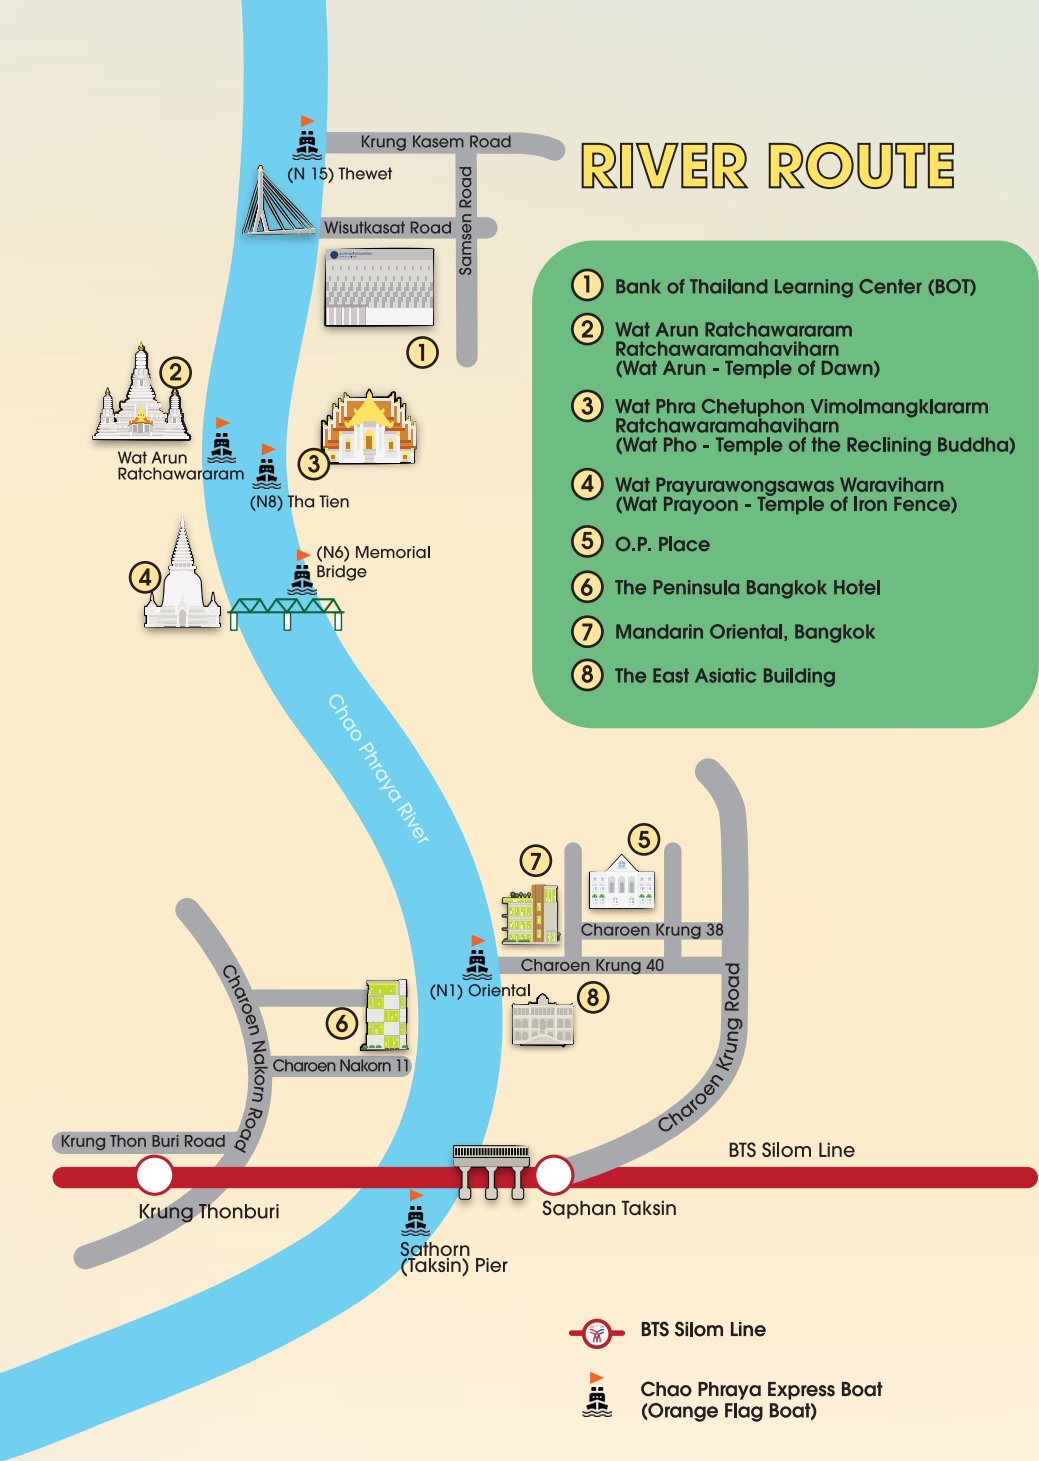 Krung Kasem Road
RIVER ROUTE
(N 15) Thewet
Samsen Road
Wisutkasat Road
1
1 Bank of Thailand Learning Center (BOT)
2 Wat Arun Ratchawararam
Ratchawaramahaviharn
(Wat Arun - Temple of Dawn)
3 Wat Phra Chetuphon Vimolmangklararm
Ratchawaramahaviharn
(Wat Pho - Temple of the Reclining Buddha)
4 Wat Prayurawongsawas Waraviharn
(Wat Prayoon - Temple of Iron Fence)
5 O.P. Place
6 The Peninsula Bangkok Hotel
7 Mandarin Oriental, Bangkok
8 The East Asiatic Building
2
Wat Arun
Ratchawararam
3
(N8) Tha Tien
(N6) Memorial
Bridge
4
Chao Phraya River
5
7
Charoen Krung 38
Charoen Krung 40
(N1) Oriental
8
6
Charoen Nakorn Road
Charoen Nakorn 11
Charoen Krung Road
Krung Thon Buri Road
BTS Silom Line
Krung Thonburi
Saphan Taksin
Sathorn
(Taksin) Pier
BTS Silom Line
Chao Phraya Express Boat
(Orange Flag Boat)